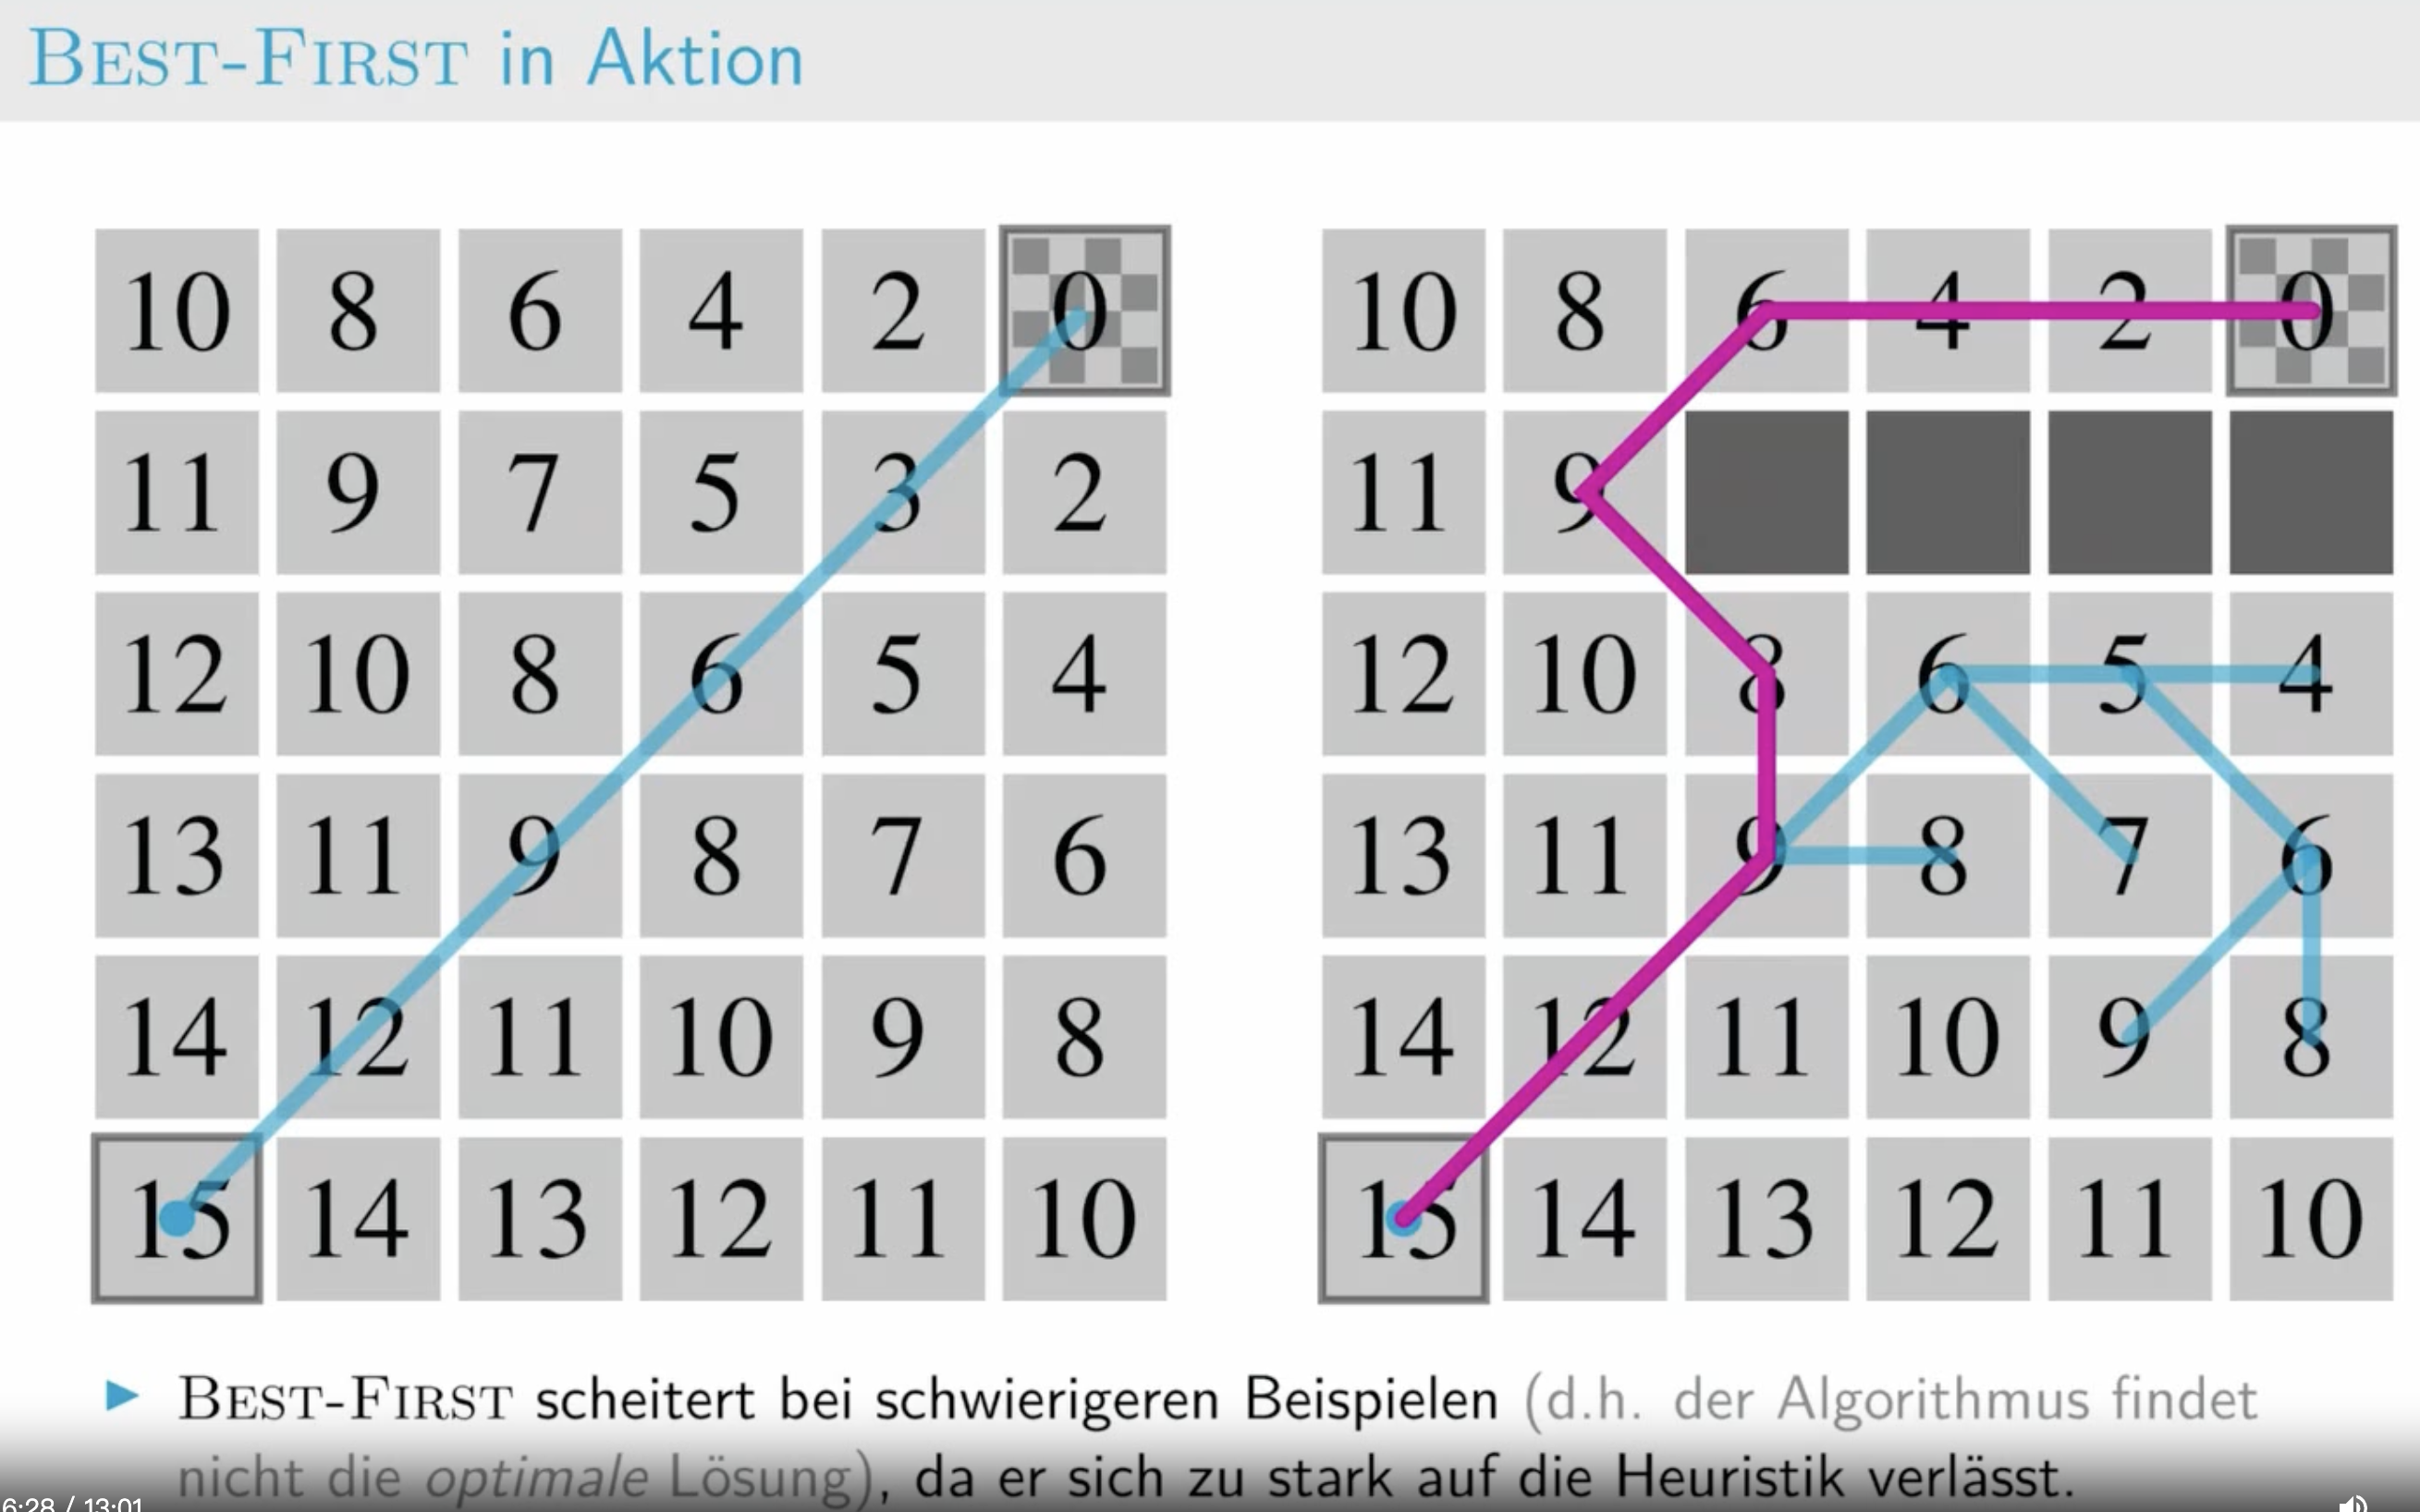 BEST-FIRST in Aktion
10 8 6 4 2 0 10 8 6 4 2 0
11 9 7 5 3 2 11 9
12 10 8 6 5 4 12 10 8 6 5 4
13 11 9 8 7 6 13 11 9 8 7 6
14 12 11 10 9 8 14 12 11 10 9 8
15 14 13 12 11 10 15 14 13 12 11 10
► BEST-FIRST scheitert bei schwierigeren Beispielen (d.h. der Algorithmus findet
nicht die optimale Lösung), da er sich zu stark auf die Heuristik verlässt.
6:28 / 13:01